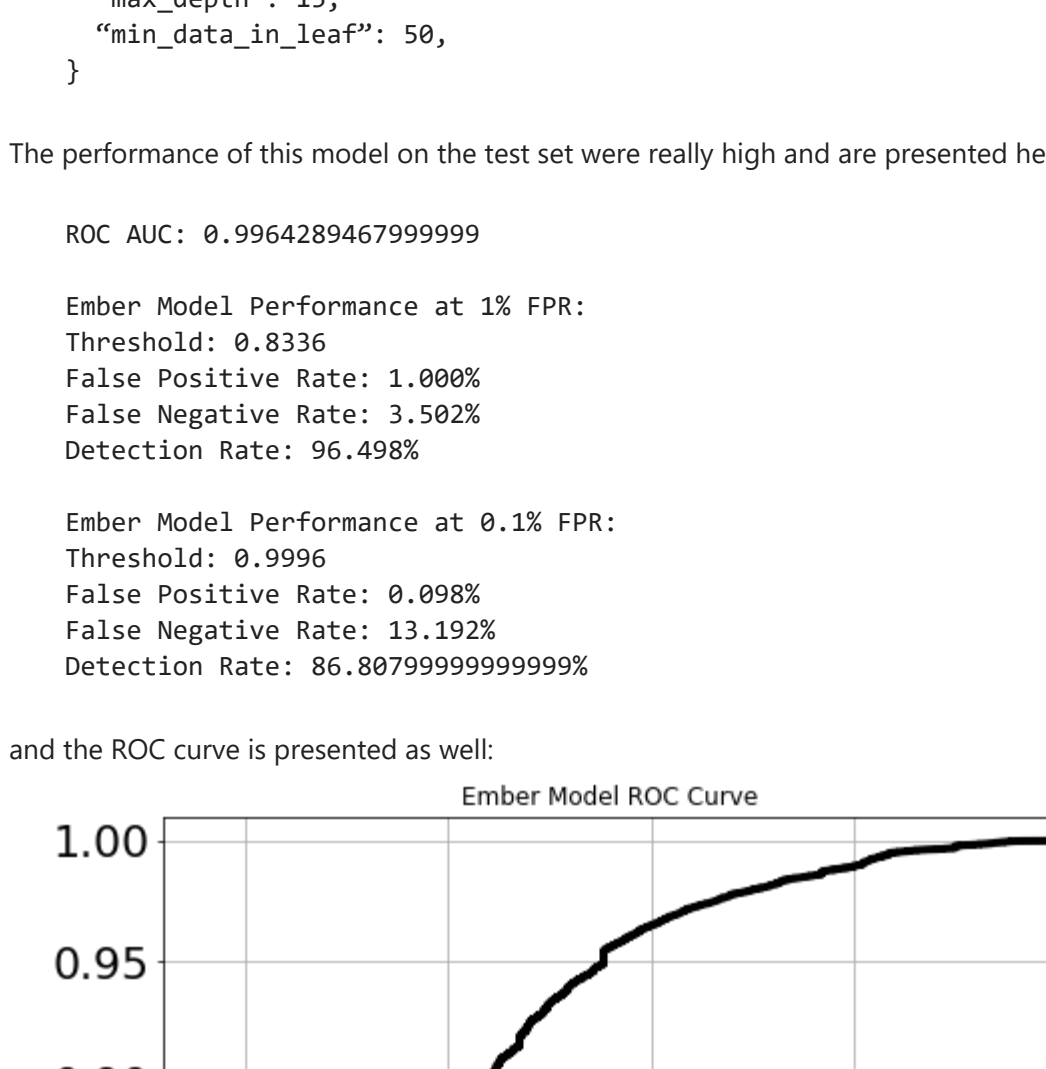 “min_data_in_leaf”: 50,
}
The performance of this model on the test set were really high and are presented he
ROC AUC: 0.9964289467999999
Ember Model Performance at 1% FPR:
Threshold: 0.8336
False Positive Rate: 1.000%
False Negative Rate: 3.502%
Detection Rate: 96.498%
Ember Model Performance at 0.1% FPR:
Threshold: 0.9996
False Positive Rate: 0.098%
False Negative Rate: 13.192%
Detection Rate: 86.80799999999999%
and the ROC curve is presented as well:
Ember Model ROC Curve
1.00
0.95